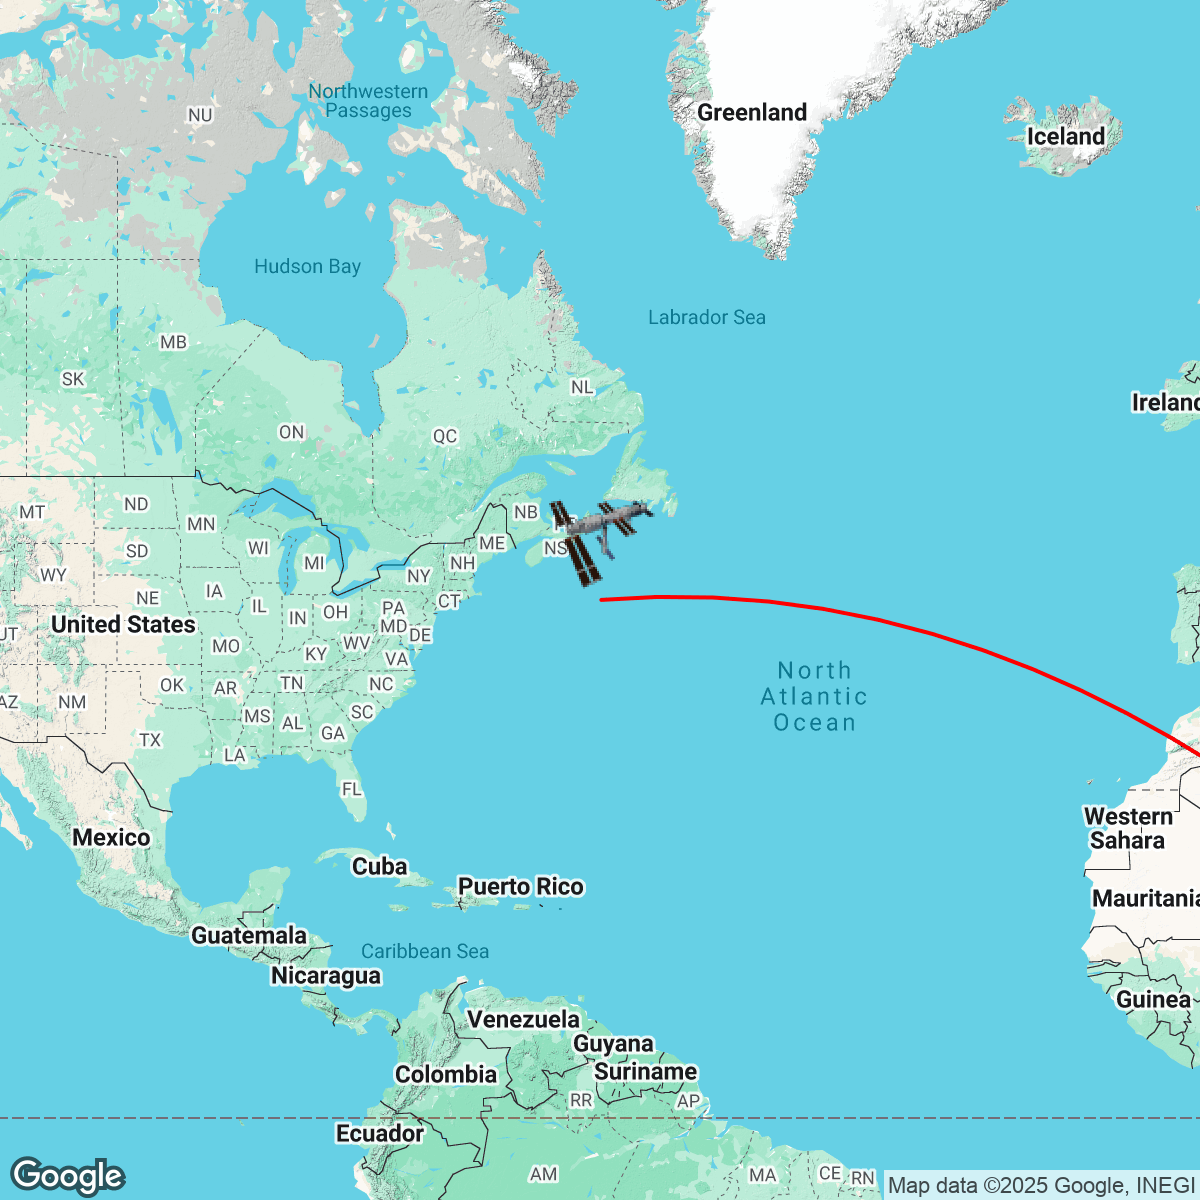 Northwestern
Passages
NU
Greenland
Iceland
Hudson Bay
Labrador Sea
MB
SK
NL
Ireland
ON
QC
ND
MT
MN
NB
SD
WI
MI
ME
NS
NH
WY
NY
IA
NE
IL
OH
PA
CT
IN
United States
MD
UT
DE
MO
WV
KY
VA
North
Atlantic
Ocean
OK
AR
TN
NC
AZ
NM
MS
AL
SC
GA
TX
LA
FL
Western
Sahara
Mexico
Cuba
Puerto Rico
Mauritania
Guatemala
Caribbean Sea
Nicaragua
Guinea
Venezuela
Guyana
Suriname
Colombia
RR
AP
Ecuador
AM
MA
CE
RN
Google
Map data ©2025 Google, INEGI